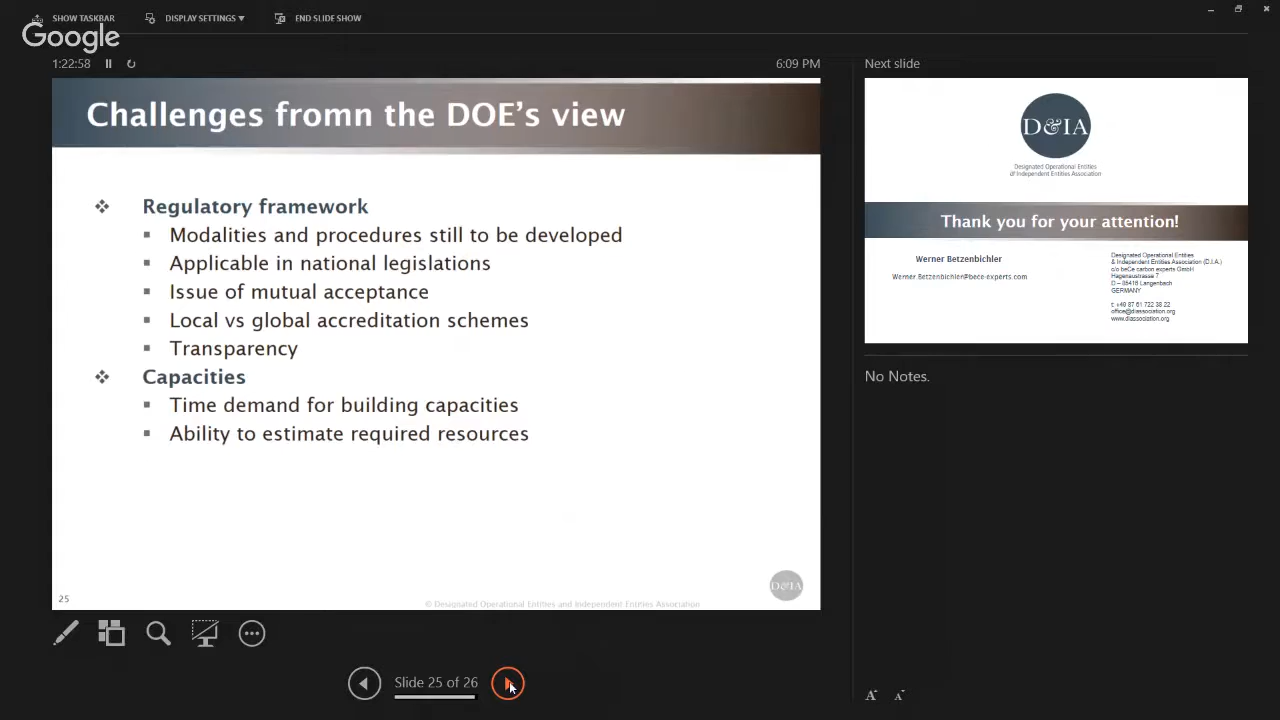 SHOW TASKBAR
DISPLAY SETTINGS ▼
END SLIDE SHOW
Google
1:22:58
6:09 PM
Challenges fromn the DOE's view
Regulatory framework
Modalities and procedures still to be developed
Applicable in national legislations
Issue of mutual acceptance
Local vs global accreditation schemes
Transparency
Capacities
Time demand for building capacities
Ability to estimate required resources
25
© Designated Operational Entities and Independent Entities Association
D&IA
Slide 25 of 26
Next slide
D&IA
Designated Operational Entities
& Independent Entities Association
Thank you for your attention!
Werner Betzenbichler
Werner.Betzenbichler@bece-experts.com
Designated Operational Entities
& Independent Entities Association (D.I.A.)
c/o beCe carbon experts GmbH
Hagenaustrasse 7
D – 85416 Langenbach
GERMANY
t: +49 87 61 722 38 22
office@diassociation.org
www.diassociation.org
No Notes.
A
A